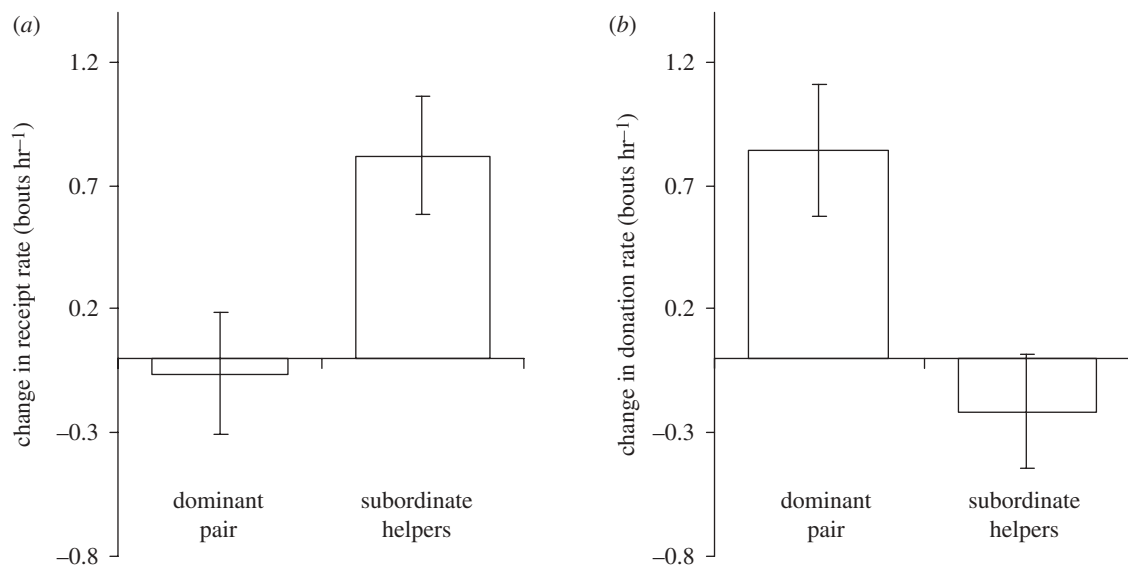 (a)
change in receipt rate (bouts hr⁻¹)
1.2
0.7
0.2
–0.3
–0.8
dominant
pair
subordinate
helpers
(b)
change in donation rate (bouts hr⁻¹)
1.2
0.7
0.2
–0.3
–0.8
dominant
pair
subordinate
helpers